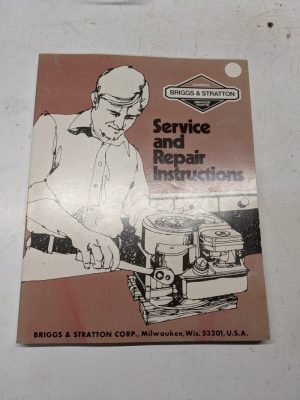 BRIGGS & STRATTON
Service
and
Repair
Instructions
BRIGGS & STRATTON CORP., Milwaukee, Wis. 53201, U.S.A.